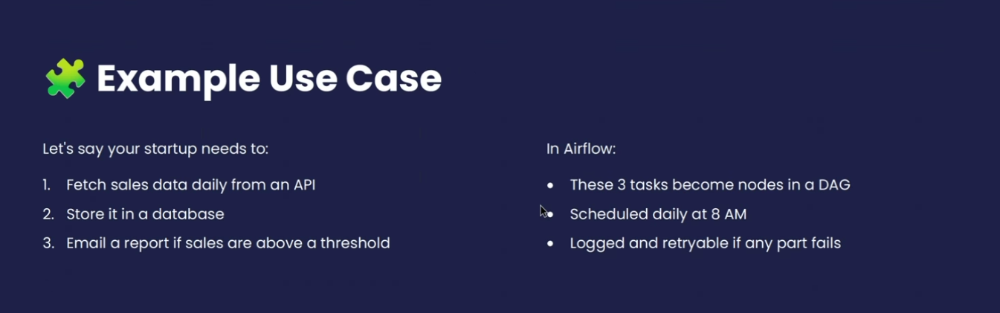 Example Use Case
Let's say your startup needs to:
1. Fetch sales data daily from an API
2. Store it in a database
3. Email a report if sales are above a threshold
In Airflow:
• These 3 tasks become nodes in a DAG
• Scheduled daily at 8 AM
• Logged and retryable if any part fails